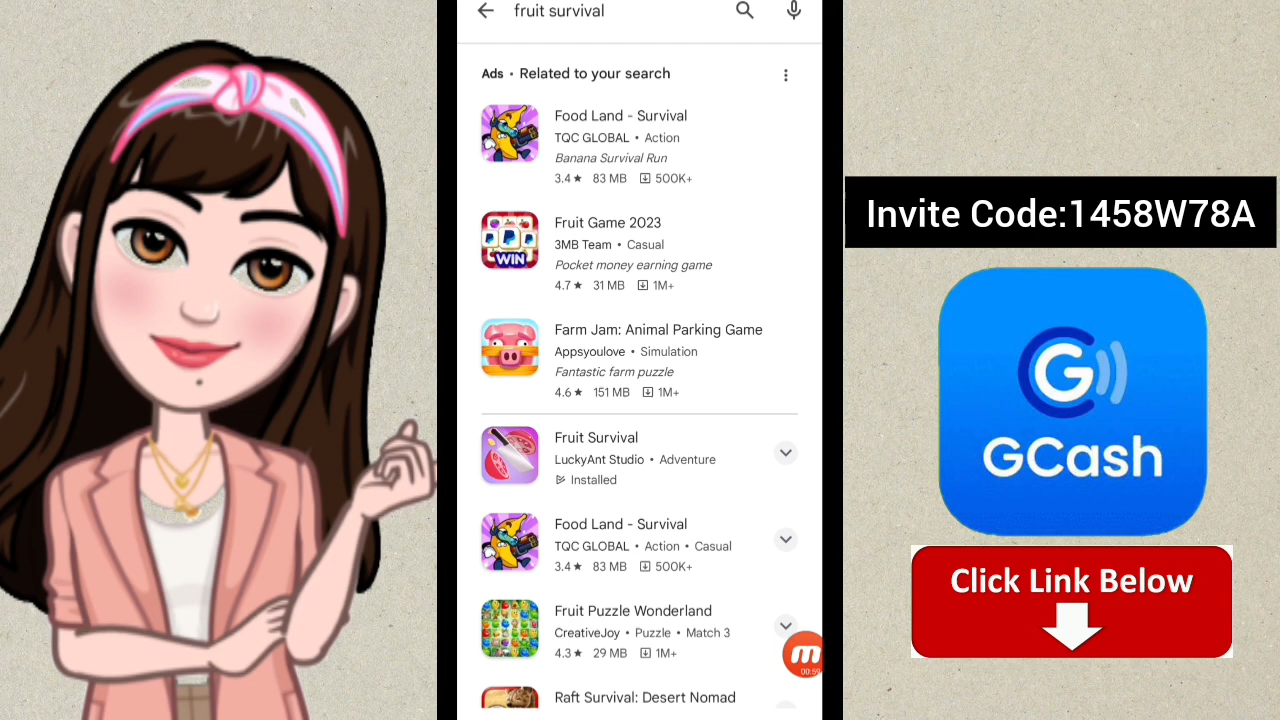 fruit survival
Ads • Related to your search
Food Land - Survival
TQC GLOBAL • Action
Banana Survival Run
3.4★ 83 MB 500K+
WIN
Fruit Game 2023
3MB Team • Casual
Pocket money earning game
4.7★ 31 MB 1M+
Farm Jam: Animal Parking Game
Appsyoulove • Simulation
Fantastic farm puzzle
4.6★ 151 MB 1M+
Fruit Survival
LuckyAnt Studio • Adventure
Installed
Food Land - Survival
TQC GLOBAL • Action • Casual
3.4★ 83 MB 500K+
Fruit Puzzle Wonderland
CreativeJoy • Puzzle • Match 3
4.3★ 29 MB 1M+
Raft Survival: Desert Nomad
m
Invite Code:1458W78A
G
GCash
Click Link Below